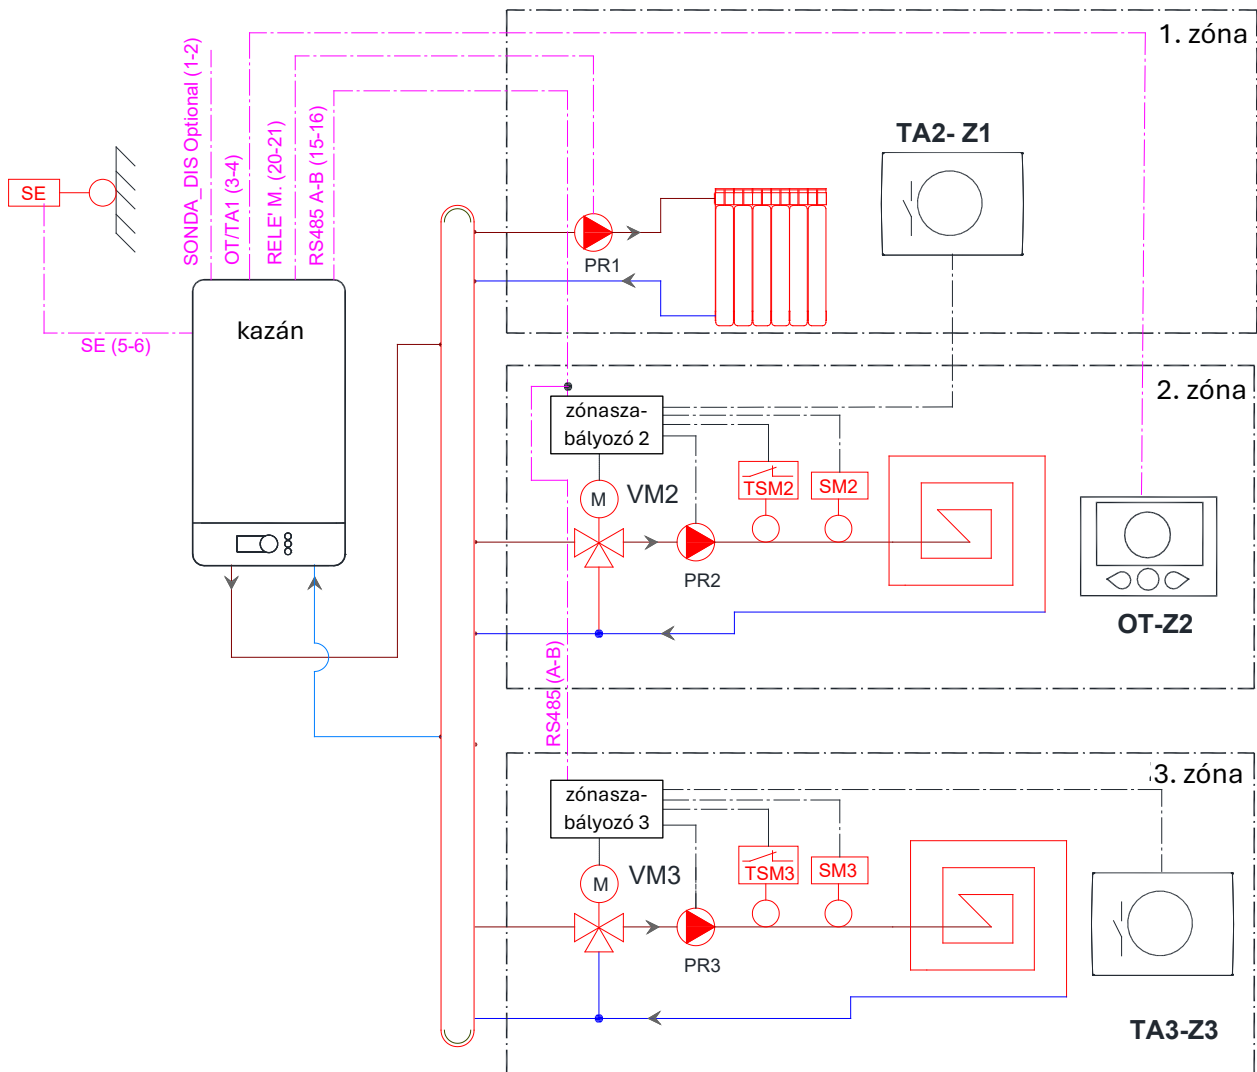 1. zóna
SONDA_DIS Optional (1-2)
OT/TA1 (3-4)
RELE' M. (20-21)
RS485 A-B (15-16)
TA2- Z1
SE
PR1
kazán
SE (5-6)
2. zóna
zónasza-
bályozó 2
TSM2
SM2
M
VM2
PR2
OT-Z2
RS485 (A-B)
3. zóna
zónasza-
bályozó 3
TSM3
SM3
M
VM3
PR3
TA3-Z3